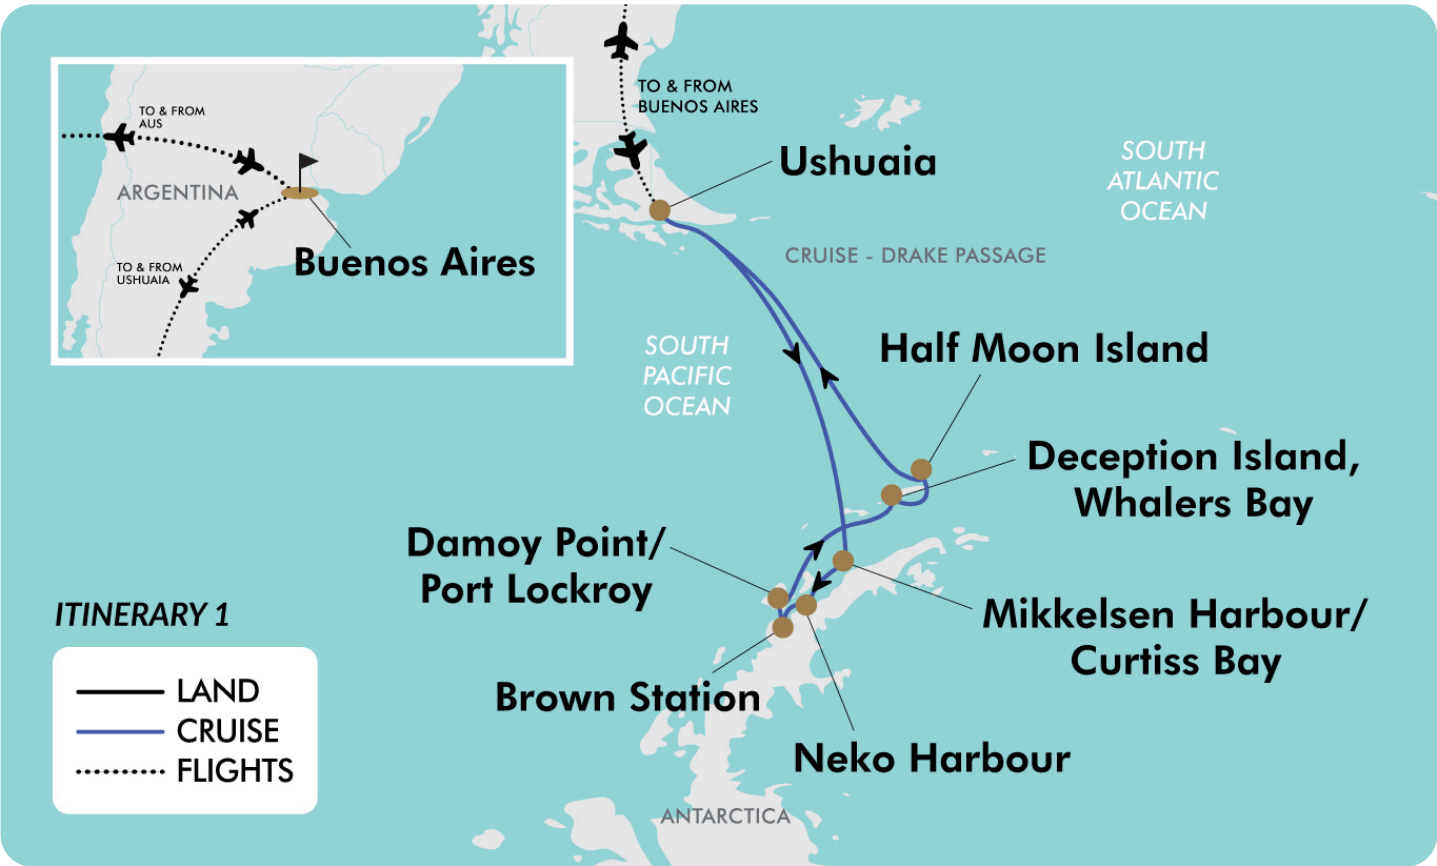 TO & FROM
AUS
ARGENTINA
TO & FROM
USHUAIA
Buenos Aires
TO & FROM
BUENOS AIRES
Ushuaia
SOUTH
ATLANTIC
OCEAN
CRUISE - DRAKE PASSAGE
SOUTH
PACIFIC
OCEAN
Half Moon Island
Deception Island,
Whalers Bay
Damoy Point/
Port Lockroy
Mikkelsen Harbour/
Curtiss Bay
Brown Station
Neko Harbour
ANTARCTICA
ITINERARY 1
LAND
CRUISE
FLIGHTS